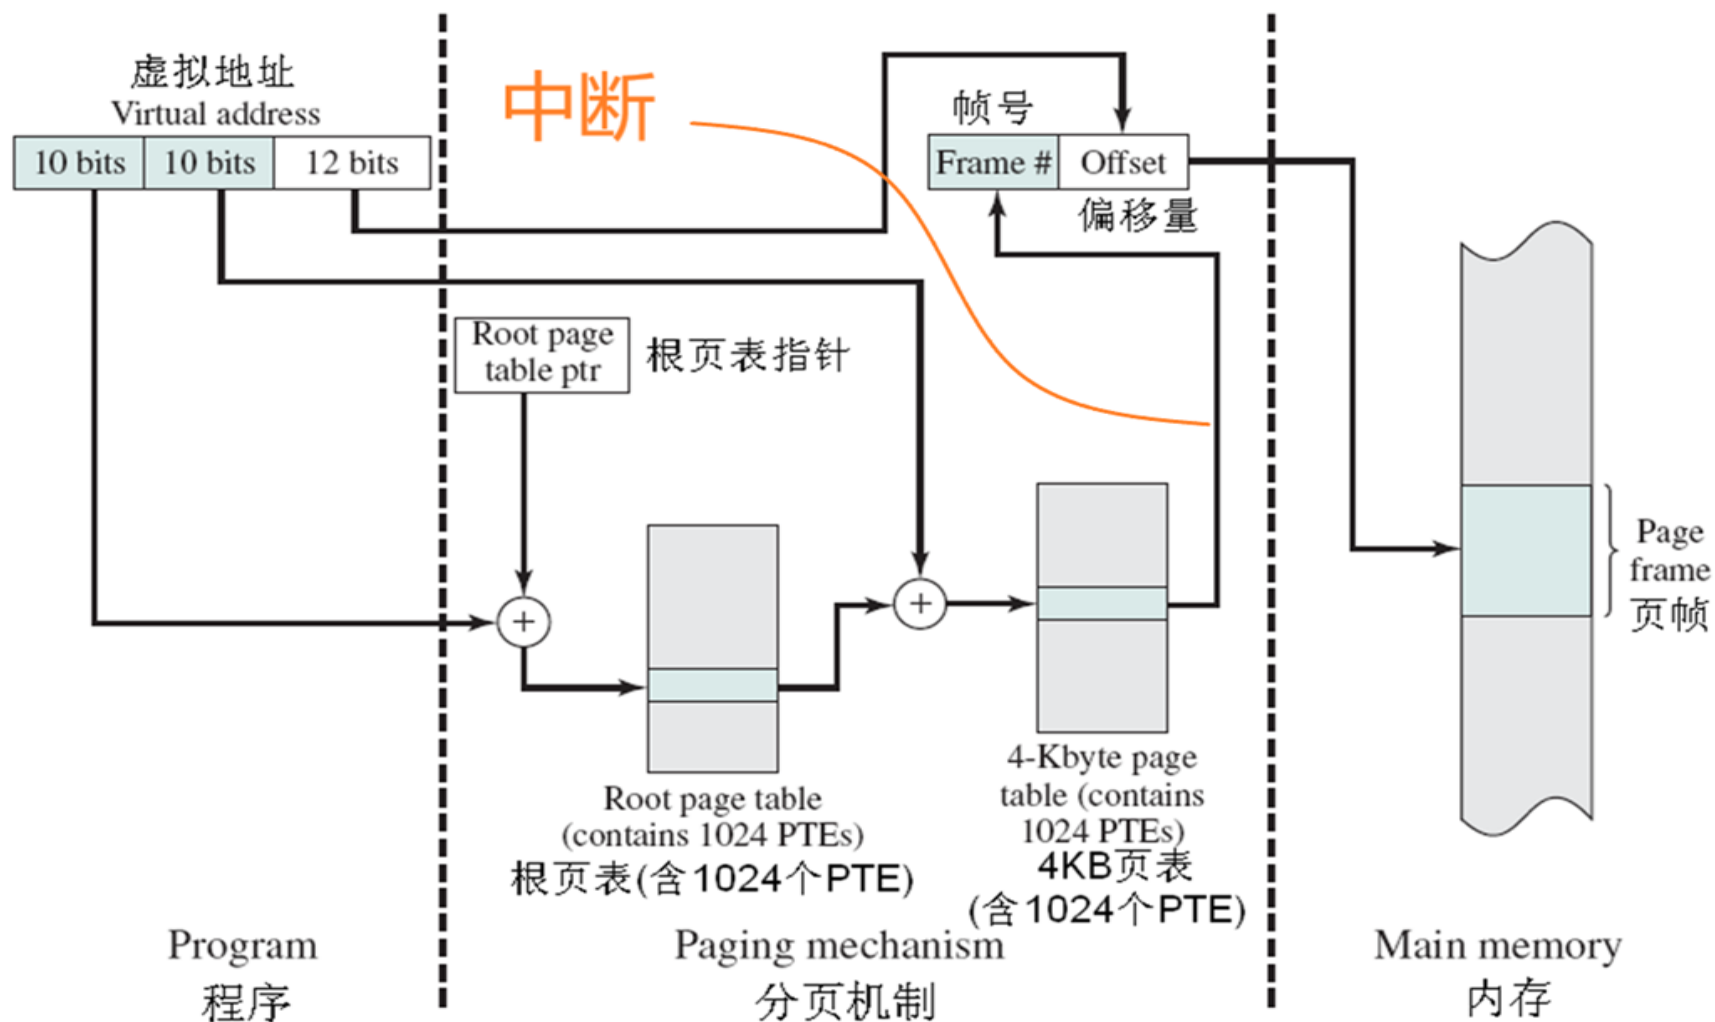 虚拟地址
Virtual address
10 bits
10 bits
12 bits
中断
帧号
Frame #
Offset
偏移量
Root page
table ptr
根页表指针
+
+
Root page table
(contains 1024 PTEs)
根页表(含1024个PTE)
4-Kbyte page
table (contains
1024 PTEs)
4KB页表
(含1024个PTE)
Page
frame
页帧
Program
程序
Paging mechanism
分页机制
Main memory
内存